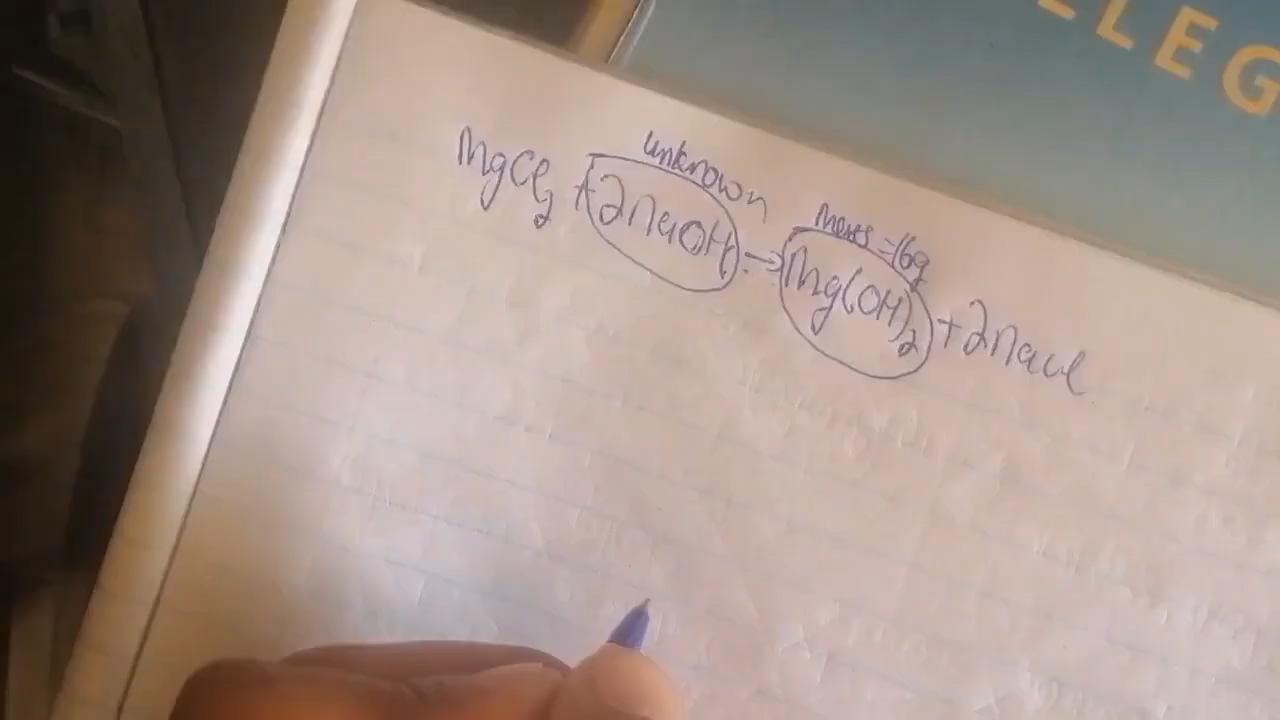 LEG
unknown
mass = 16g
MgCl₂ + 2NaOH → Mg(OH)₂ + 2Nacl